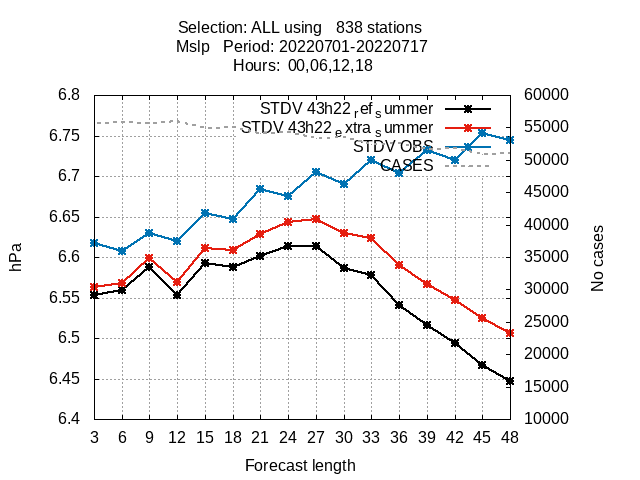 Selection: ALL using 838 stations
Mslp Period: 20220701-20220717
Hours: 00,06,12,18
6.8
6.75
6.7
6.65
6.6
6.55
6.5
6.45
6.4
hPa
STDV 43h22_ref_summer
STDV 43h22_extra_summer
STDV OBS
CASES
60000
55000
50000
45000
40000
35000
30000
25000
20000
15000
10000
No cases
3 6 9 12 15 18 21 24 27 30 33 36 39 42 45 48
Forecast length